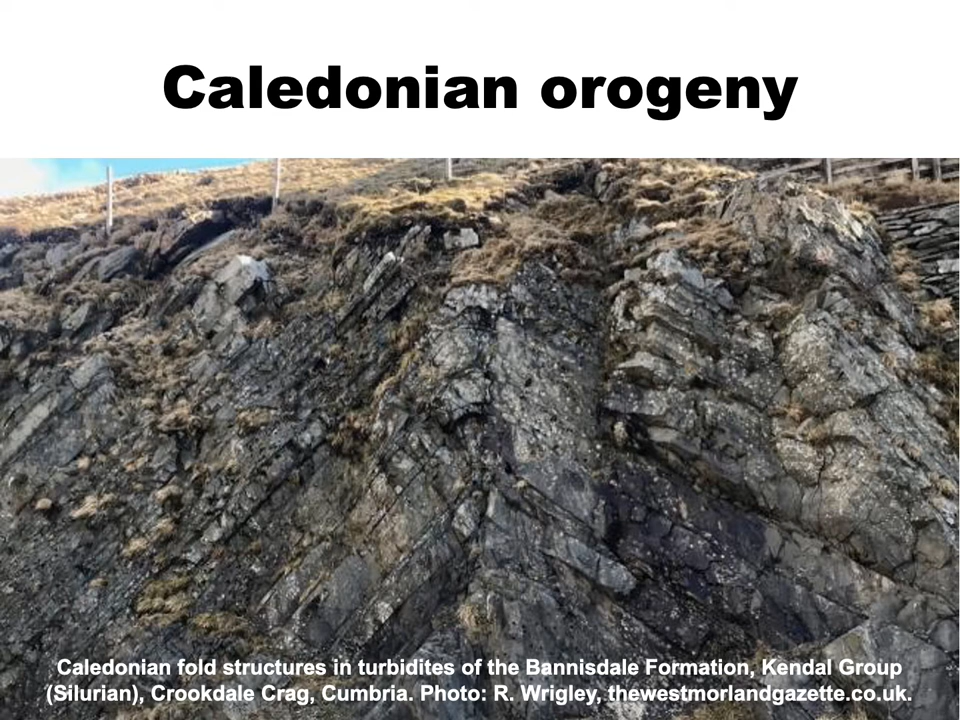 Caledonian orogeny
Caledonian fold structures in turbidites of the Bannisdale Formation, Kendal Group
(Silurian), Crookdale Crag, Cumbria. Photo: R. Wrigley, thewestmorlandgazette.co.uk.